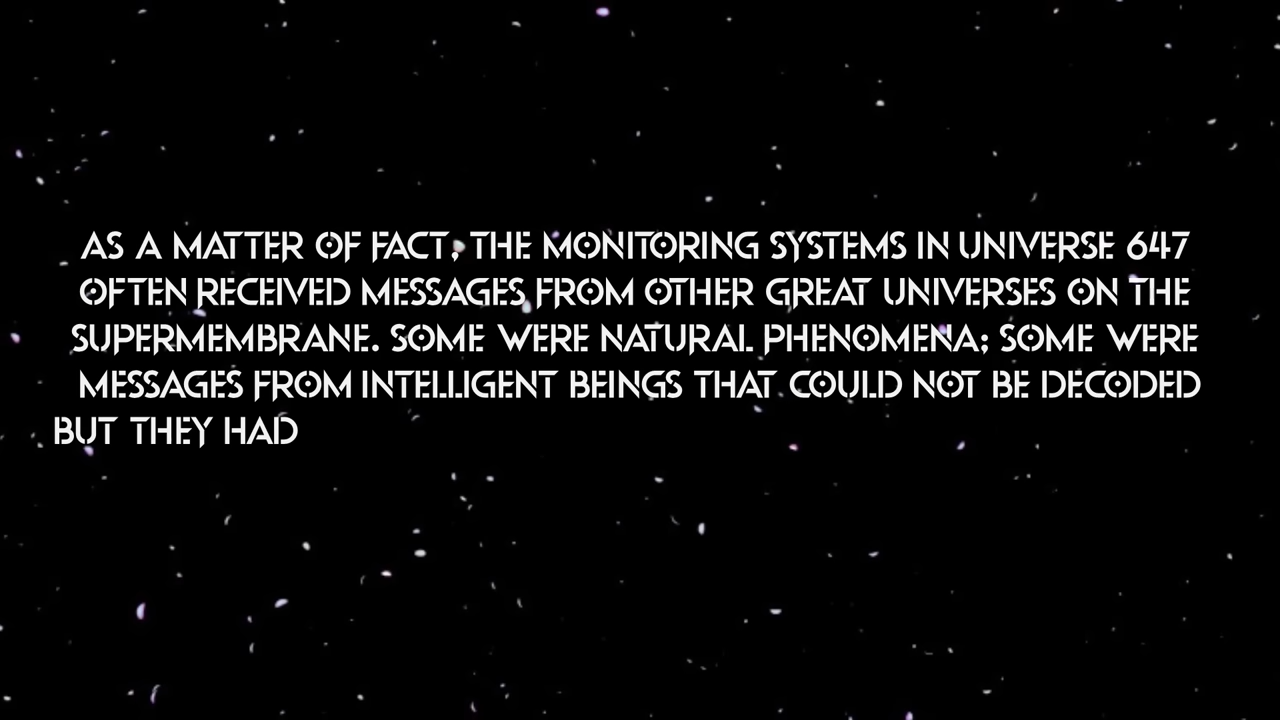 AS A MATTER OF FACT, THE MONITORING SYSTEMS IN UNIVERSE 647
OFTEN RECEIVED MESSAGES FROM OTHER GREAT UNIVERSES ON THE
SUPERMEMBRANE. SOME WERE NATURAL PHENOMENA; SOME WERE
MESSAGES FROM INTELLIGENT BEINGS THAT COULD NOT BE DECODED
BUT THEY HAD